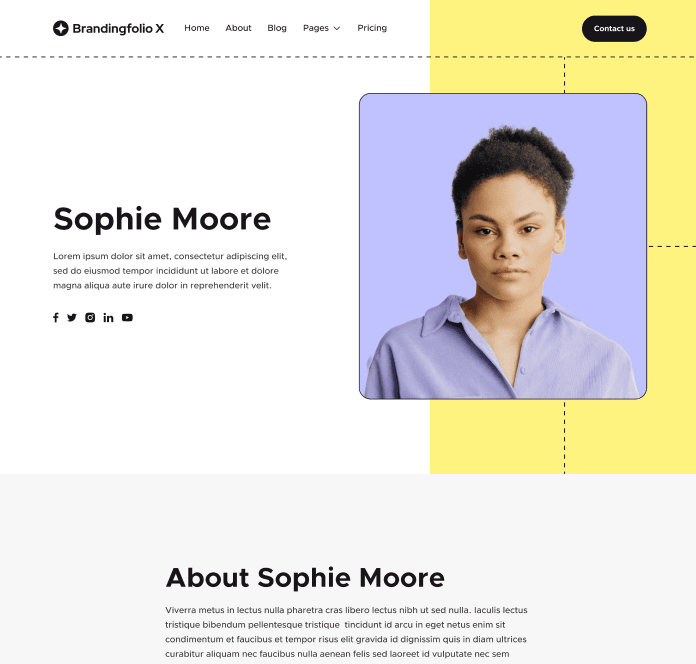 Brandingfolio X Home About Blog Pages Pricing Contact us
Sophie Moore
Lorem ipsum dolor sit amet, consectetur adipiscing elit,
sed do eiusmod tempor incididunt ut labore et dolore
magna aliqua aute irure dolor in reprehenderit velit.
About Sophie Moore
Viverra metus in lectus nulla pharetra cras libero lectus nibh ut sed nulla. Iaculis lectus
tristique bibendum pellentesque tristique tincidunt id arcu in eget netus enim sit
condimentum et faucibus et tempor risus elit gravida id dignissim quis in diam ultrices
curabitur aliquam nec faucibus nulla aenean felis sed laoreet id vulputate nec sem